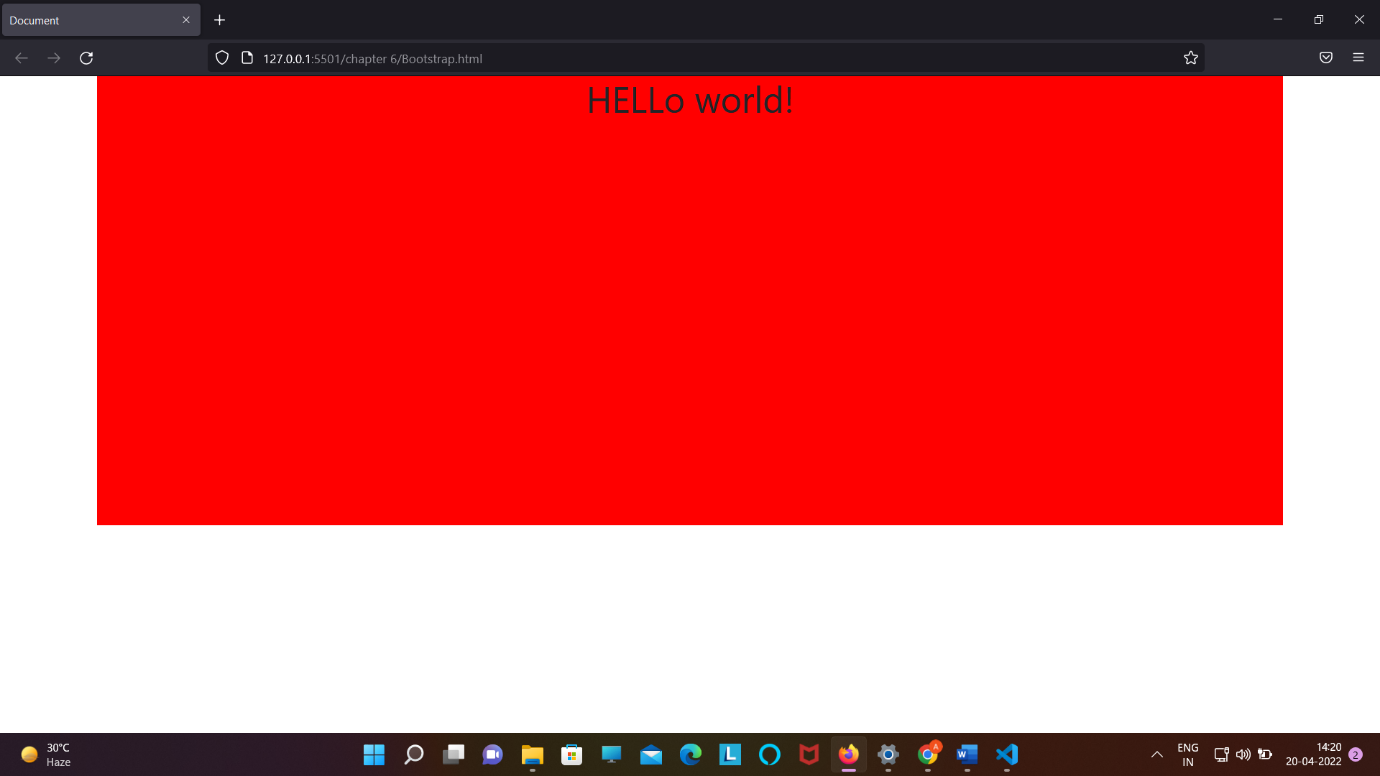 Document
127.0.0.1:5501/chapter 6/Bootstrap.html
HELLo world!
30°C
Haze
L
A
W
ENG
IN
14:20
20-04-2022
2